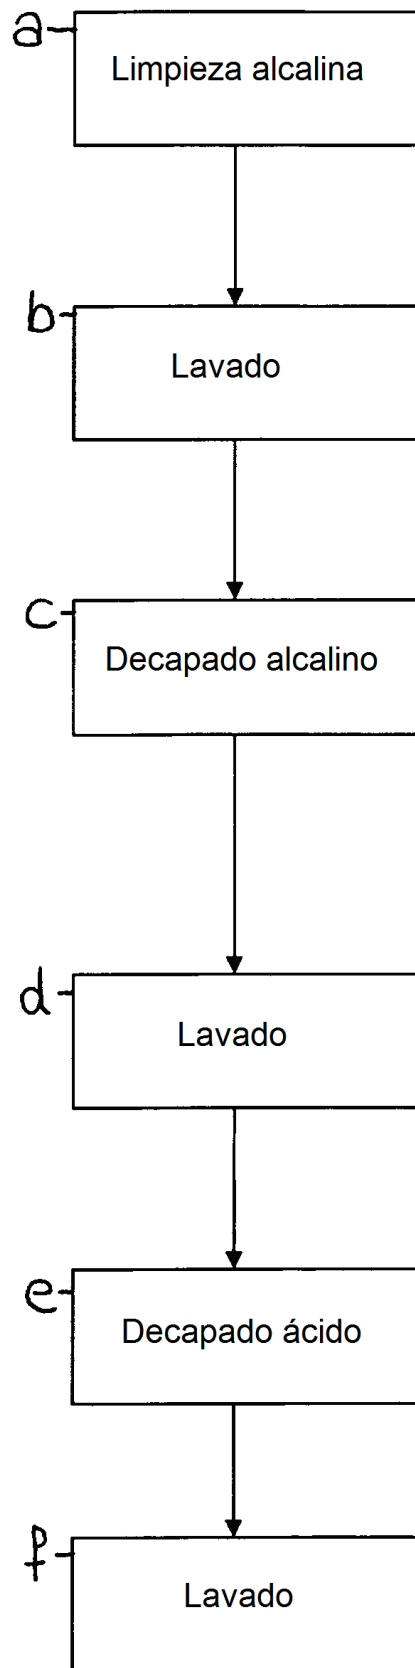 a
Limpieza alcalina
b
Lavado
c
Decapado alcalino
d
Lavado
e
Decapado ácido
f
Lavado